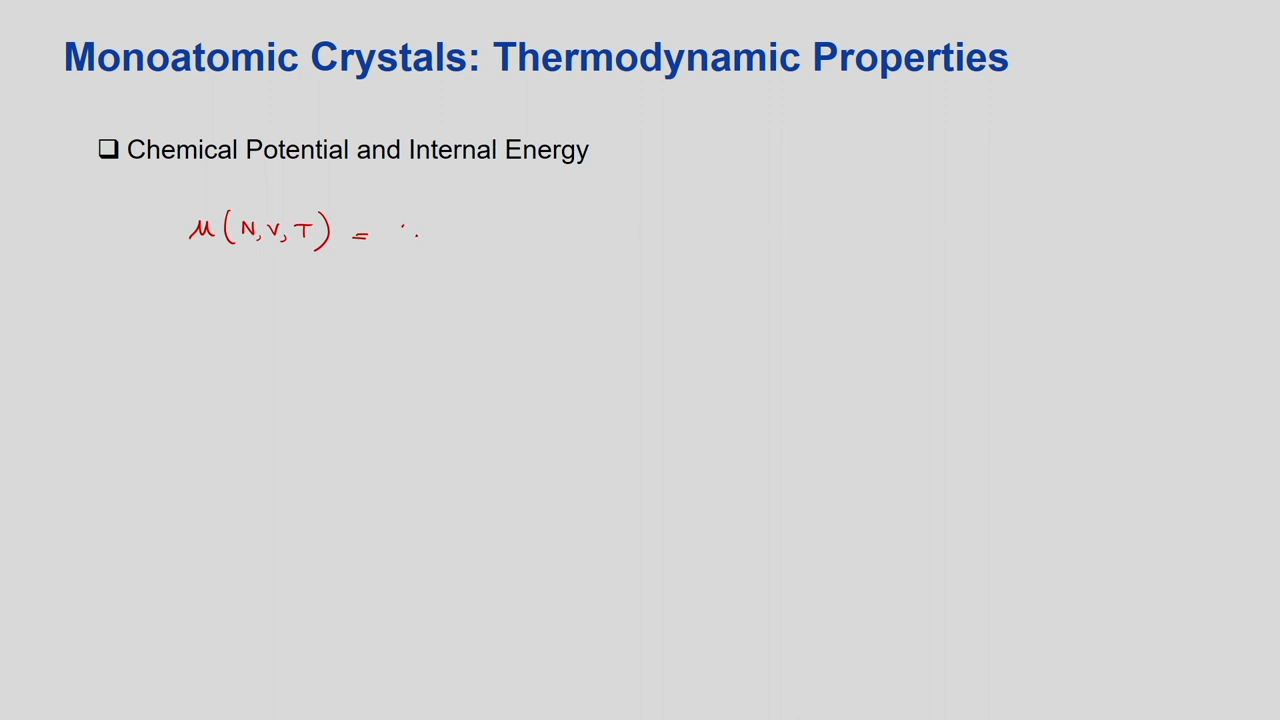 Monoatomic Crystals: Thermodynamic Properties
❑ Chemical Potential and Internal Energy
μ(N,V,T) =